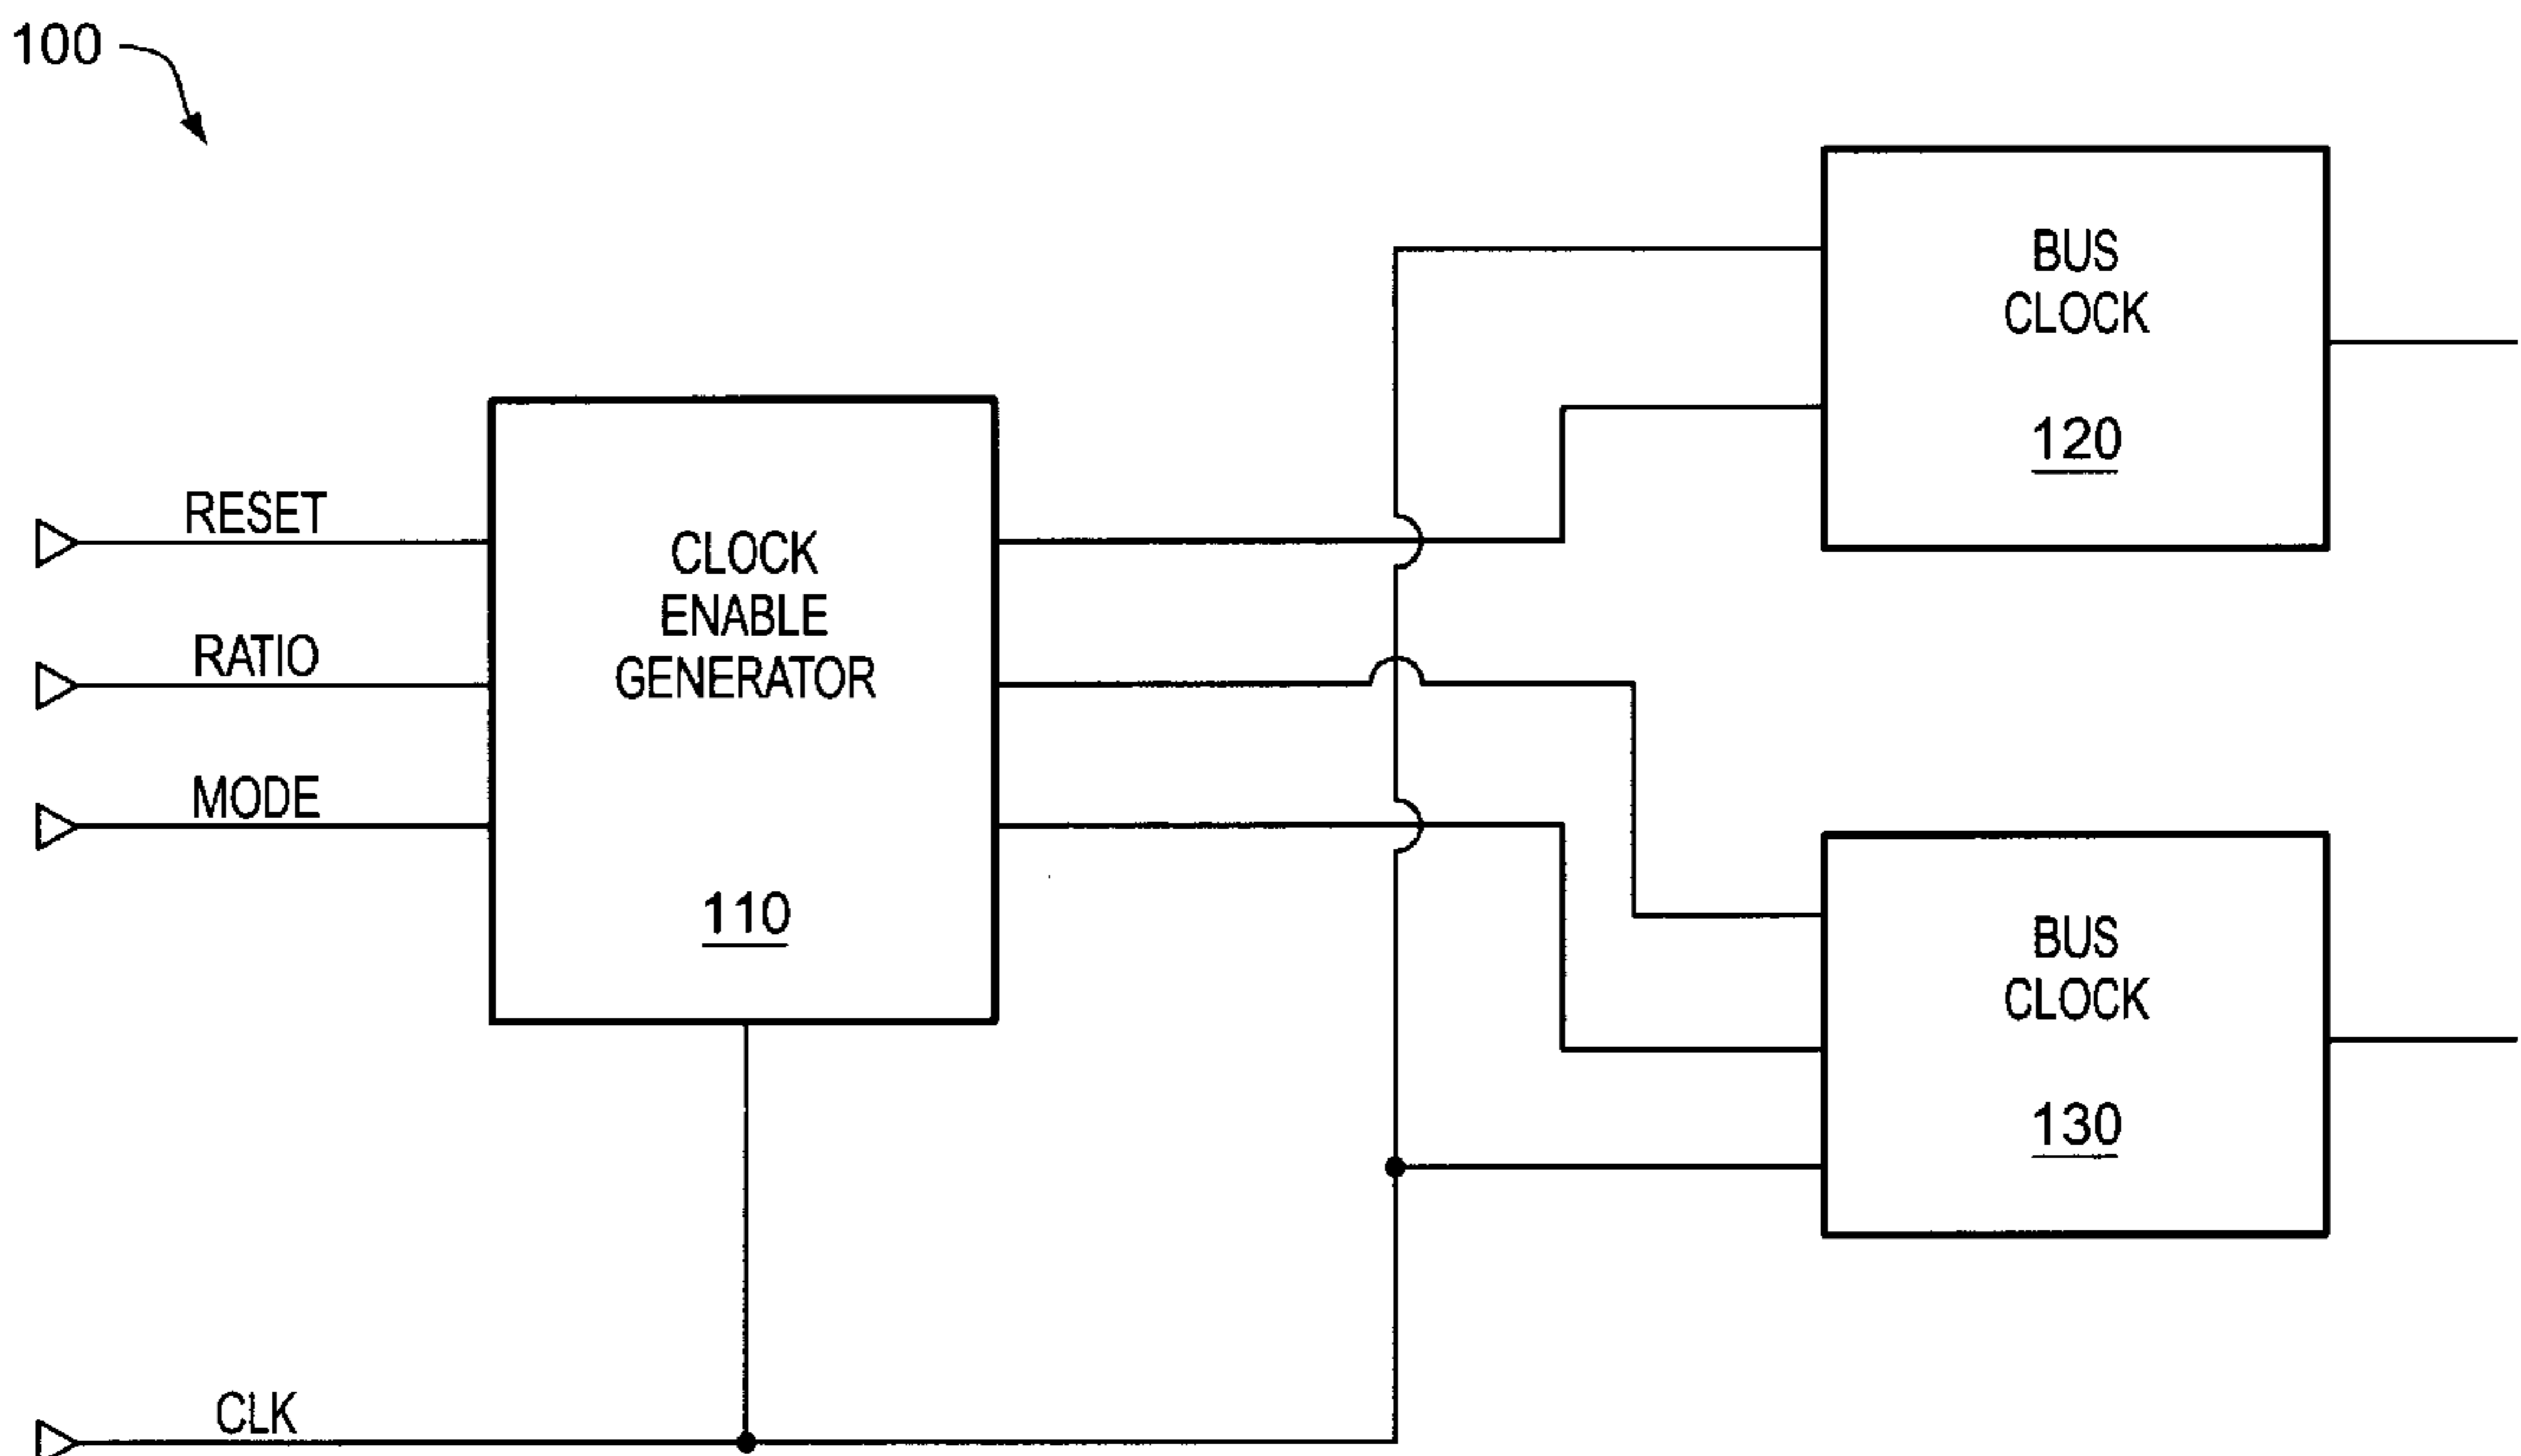 100
BUS
CLOCK
120
RESET
RATIO
MODE
CLOCK
ENABLE
GENERATOR
110
BUS
CLOCK
130
CLK